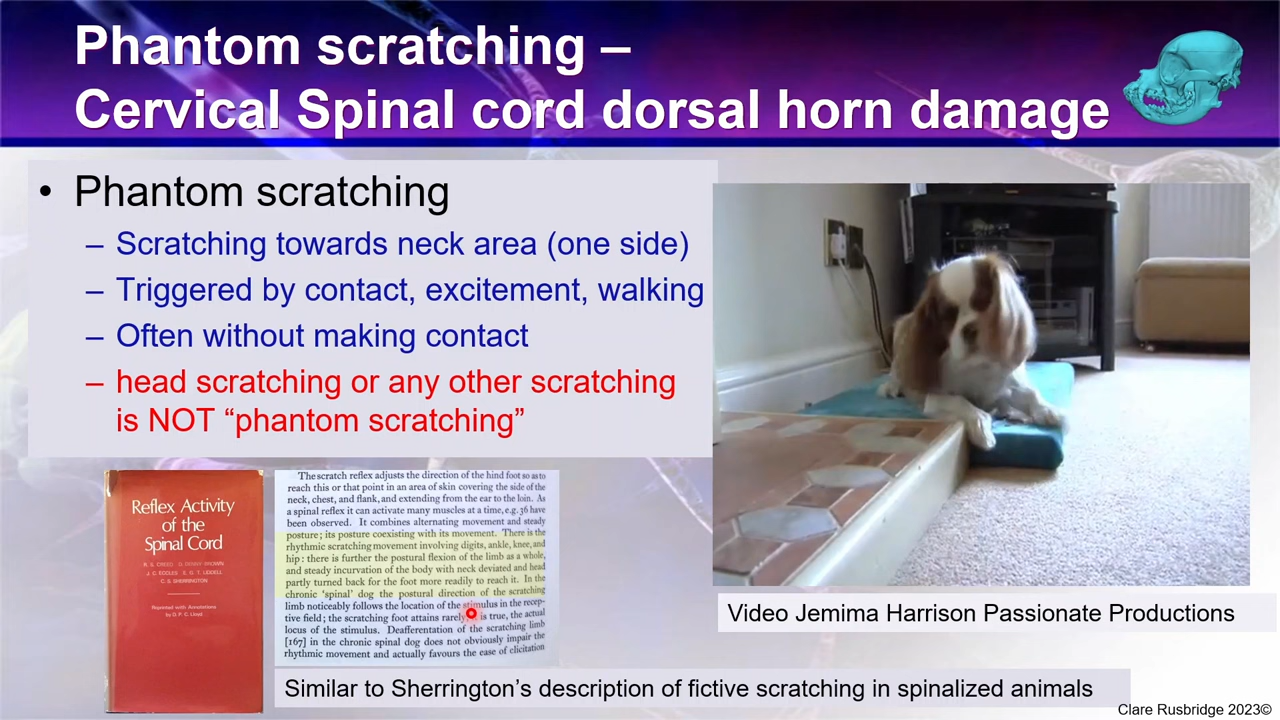 Phantom scratching –
Cervical Spinal cord dorsal horn damage
• Phantom scratching
– Scratching towards neck area (one side)
– Triggered by contact, excitement, walking
– Often without making contact
– head scratching or any other scratching
is NOT “phantom scratching”
Reflex Activity
of the
Spinal Cord
R. S. CREED D. DENNY BROWN
J. C. ECCLES E. G. T. LIDDELL
C. S. SHERRINGTON
Reprinted with Annotations
by D. P. C. Lloyd
The scratch reflex adjusts the direction of the hind foot so as to
reach this or that point in an area of skin covering the side of the
neck, chest, and flank, and extending from the ear to the loin. As
a spinal reflex it can activate many muscles at a time, e.g. 36 have
been observed. It combines alternating movement and steady
posture; its posture coexisting with its movement. There is the
rhythmic scratching movement involving digits, ankle, knee, and
hip: there is further the postural flexion of the limb as a whole,
and steady incurvation of the body with neck deviated and head
partly turned back for the foot more readily to reach it. In the
chronic ‘spinal’ dog the postural direction of the scratching
limb noticeably follows the location of the stimulus in the recep-
tive field; the scratching foot attains rarely is true, the actual
locus of the stimulus. Deafferentation of the scratching limb
[167] in the chronic spinal dog does not obviously impair the
rhythmic movement and actually favours the ease of elicitation
Video Jemima Harrison Passionate Productions
Similar to Sherrington’s description of fictive scratching in spinalized animals
Clare Rusbridge 2023©